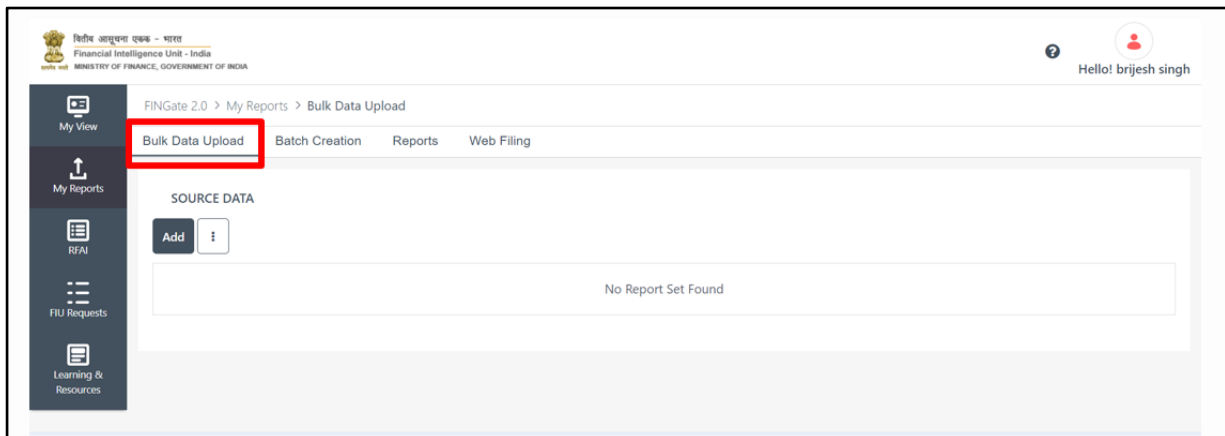 वित्तीय आसूचना एकक - भारत
Financial Intelligence Unit - India
MINISTRY OF FINANCE, GOVERNMENT OF INDIA
Hello! brijesh singh
My View
FINGate 2.0 > My Reports > Bulk Data Upload
Bulk Data Upload Batch Creation Reports Web Filing
My Reports
SOURCE DATA
Add
RFAI
No Report Set Found
FIU Requests
Learning &
Resources